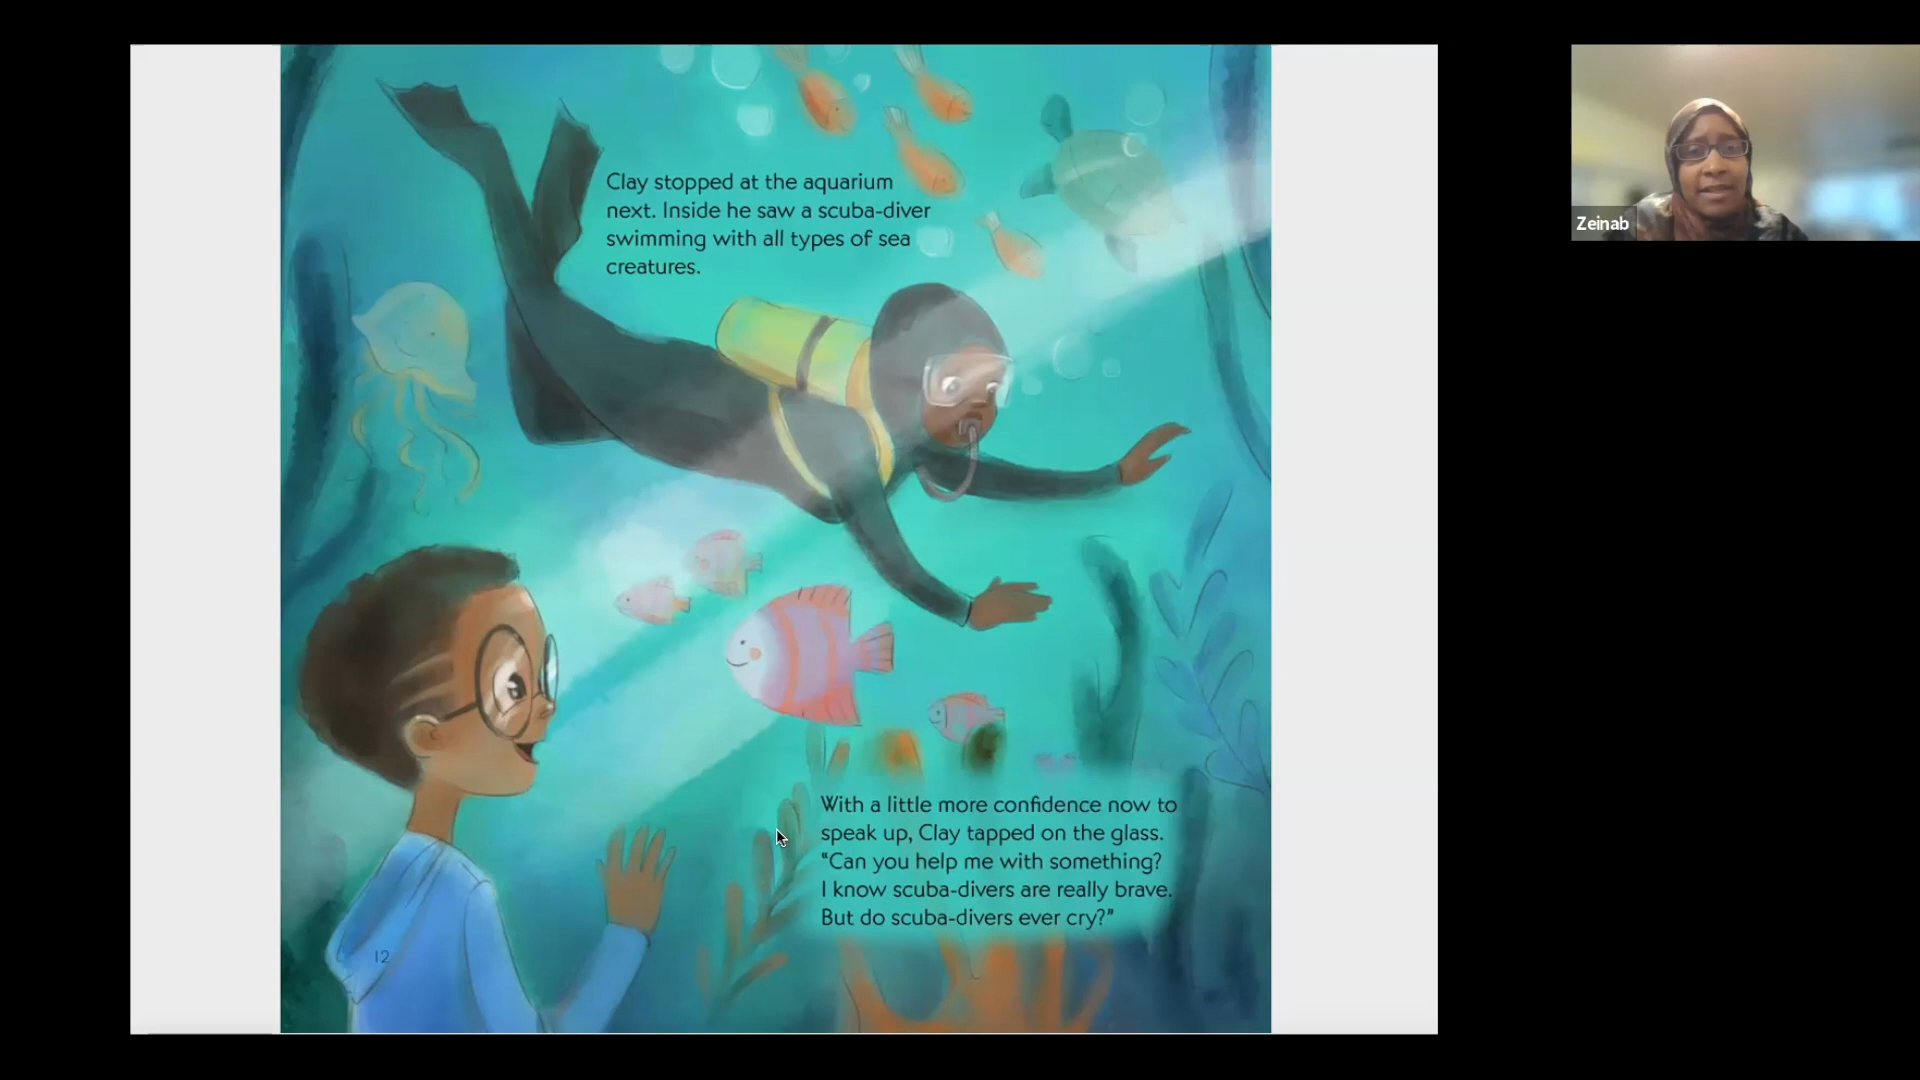 Clay stopped at the aquarium
next. Inside he saw a scuba-diver
swimming with all types of sea
creatures.
Zeinab
With a little more confidence now to
speak up, Clay tapped on the glass.
"Can you help me with something?
I know scuba-divers are really brave.
But do scuba-divers ever cry?"
12